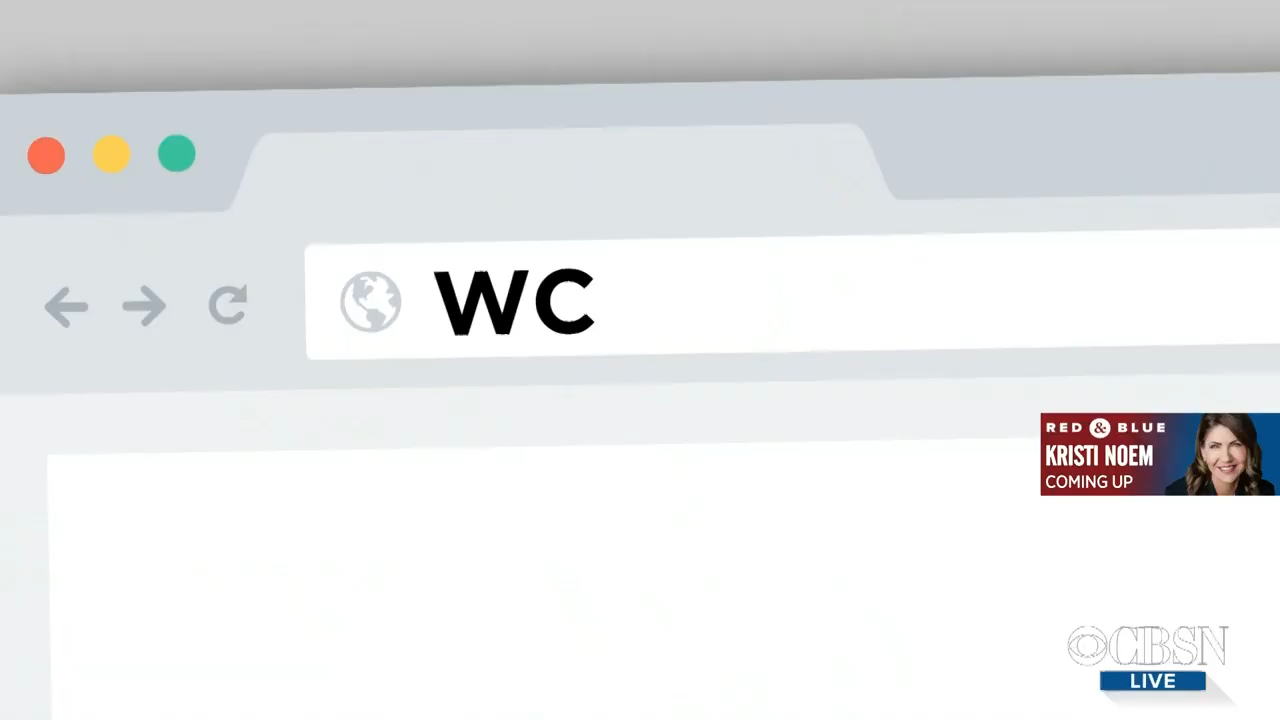 WC
RED & BLUE
KRISTI NOEM
COMING UP
CBSN
LIVE